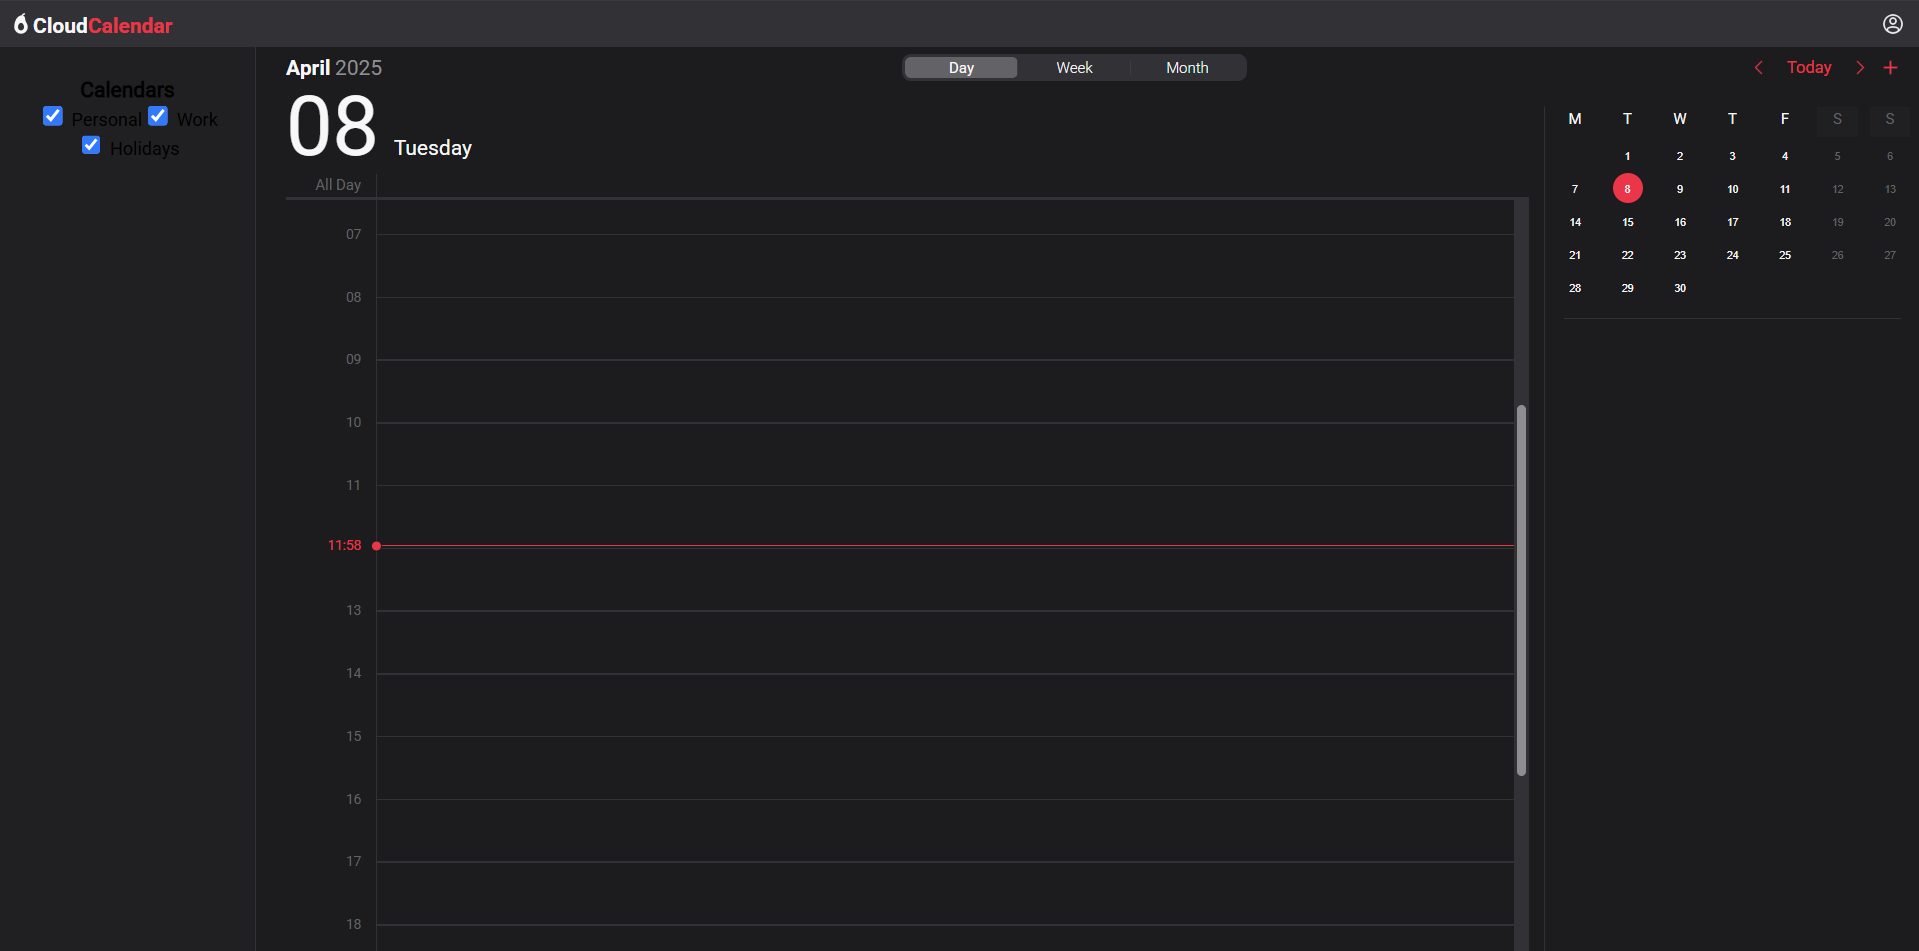 CloudCalendar
Calendars
Personal Work
Holidays
April 2025
Day Week Month
Today
08 Tuesday
All Day
07
08
09
10
11
11:58
13
14
15
16
17
18
M T W T F S S
1 2 3 4 5 6
7 8 9 10 11 12 13
14 15 16 17 18 19 20
21 22 23 24 25 26 27
28 29 30